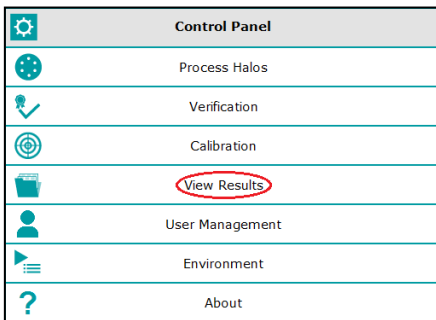 Control Panel
Process Halos
Verification
Calibration
View Results
User Management
Environment
About